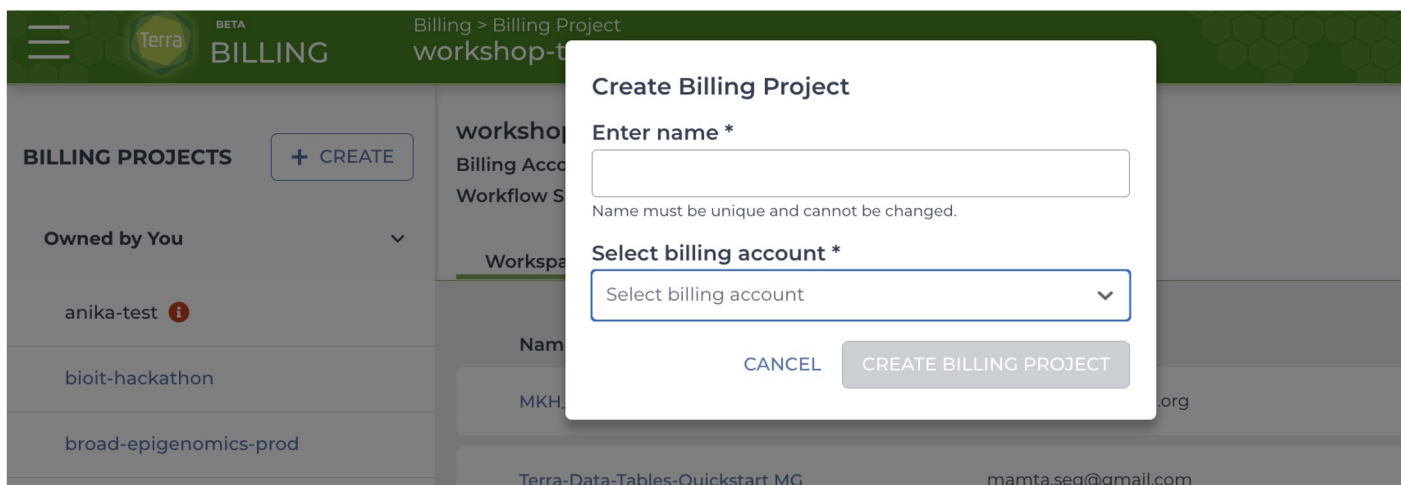 Terra
BETA
BILLING
Billing > Billing Project
workshop-t
Create Billing Project
Enter name *
Name must be unique and cannot be changed.
Select billing account *
Select billing account
CANCEL
CREATE BILLING PROJECT
BILLING PROJECTS
+ CREATE
Owned by You
anika-test
bioit-hackathon
broad-epigenomics-prod
workshop
Billing Acco
Workflow S
Workspa
Nam
MKH_
.org
Terra-Data-Tables-Quickstart MG
mamta.seq@gmail.com